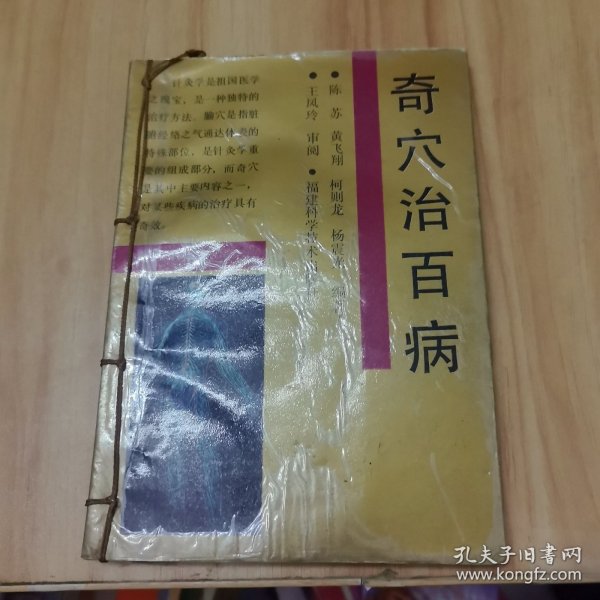 奇穴治百病
陈 苏 黄飞翔 柯则龙 杨震
王凤玲 审阅 ● 福建科学技术
针灸学是祖国医学
之瑰宝，是一种独特的
治疗方法。腧穴是指脏
腑经络之气通达体表的
特殊部位，是针灸学重
要的组成部分，而奇穴
是其中主要内容之一，
对某些疾病的治疗具有
奇效。
孔夫子旧书网
www.kongfz.com